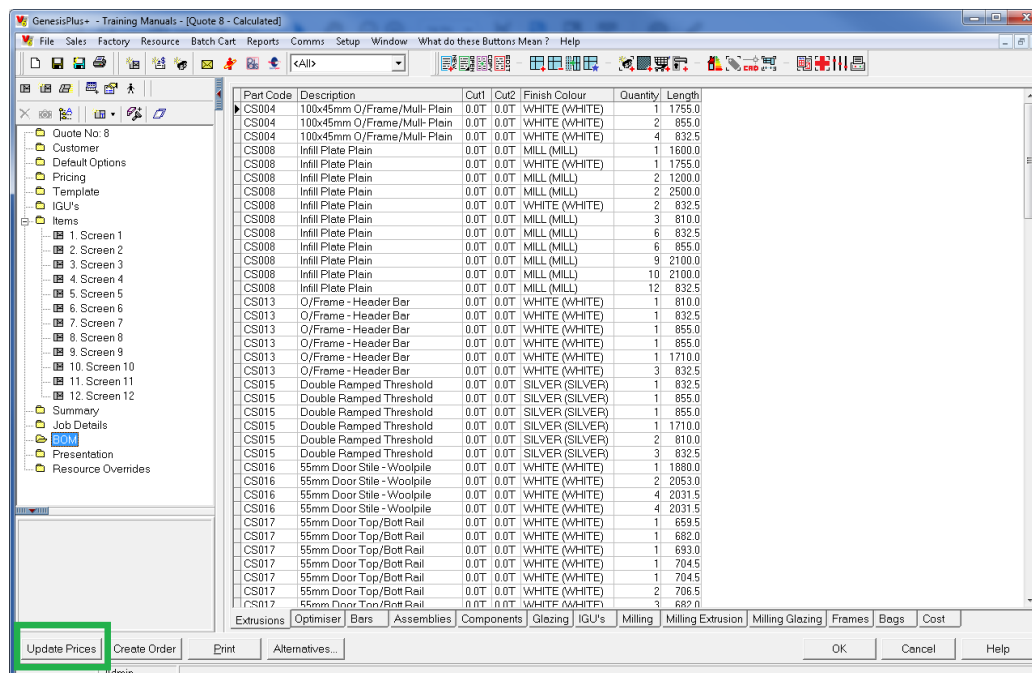 GenesisPlus+ - Training Manuals - [Quote 8 - Calculated]
File Sales Factory Resource Batch Cart Reports Comms Setup Window What do these Buttons Mean ? Help
<All>
Quote No: 8
Customer
Default Options
Pricing
Template
IGU's
Items
1. Screen 1
2. Screen 2
3. Screen 3
4. Screen 4
5. Screen 5
6. Screen 6
7. Screen 7
8. Screen 8
9. Screen 9
10. Screen 10
11. Screen 11
12. Screen 12
Summary
Job Details
BOM
Presentation
Resource Overrides
Part Code Description Cut1 Cut2 Finish Colour Quantity Length
CS004 100x45mm O/Frame/Mull- Plain 0.0T 0.0T WHITE (WHITE) 1 1755.0
CS004 100x45mm O/Frame/Mull- Plain 0.0T 0.0T WHITE (WHITE) 2 855.0
CS004 100x45mm O/Frame/Mull- Plain 0.0T 0.0T WHITE (WHITE) 4 832.5
CS008 Infill Plate Plain 0.0T 0.0T MILL (MILL) 1 1600.0
CS008 Infill Plate Plain 0.0T 0.0T WHITE (WHITE) 1 1755.0
CS008 Infill Plate Plain 0.0T 0.0T MILL (MILL) 2 1200.0
CS008 Infill Plate Plain 0.0T 0.0T MILL (MILL) 2 2500.0
CS008 Infill Plate Plain 0.0T 0.0T WHITE (WHITE) 2 832.5
CS008 Infill Plate Plain 0.0T 0.0T MILL (MILL) 3 810.0
CS008 Infill Plate Plain 0.0T 0.0T MILL (MILL) 6 832.5
CS008 Infill Plate Plain 0.0T 0.0T MILL (MILL) 6 855.0
CS008 Infill Plate Plain 0.0T 0.0T MILL (MILL) 9 2100.0
CS008 Infill Plate Plain 0.0T 0.0T MILL (MILL) 10 2100.0
CS008 Infill Plate Plain 0.0T 0.0T MILL (MILL) 12 832.5
CS013 O/Frame - Header Bar 0.0T 0.0T WHITE (WHITE) 1 810.0
CS013 O/Frame - Header Bar 0.0T 0.0T WHITE (WHITE) 1 832.5
CS013 O/Frame - Header Bar 0.0T 0.0T WHITE (WHITE) 1 855.0
CS013 O/Frame - Header Bar 0.0T 0.0T WHITE (WHITE) 1 855.0
CS013 O/Frame - Header Bar 0.0T 0.0T WHITE (WHITE) 1 1710.0
CS013 O/Frame - Header Bar 0.0T 0.0T WHITE (WHITE) 3 832.5
CS015 Double Ramped Threshold 0.0T 0.0T SILVER (SILVER) 1 832.5
CS015 Double Ramped Threshold 0.0T 0.0T SILVER (SILVER) 1 855.0
CS015 Double Ramped Threshold 0.0T 0.0T SILVER (SILVER) 1 855.0
CS015 Double Ramped Threshold 0.0T 0.0T SILVER (SILVER) 1 1710.0
CS015 Double Ramped Threshold 0.0T 0.0T SILVER (SILVER) 2 810.0
CS015 Double Ramped Threshold 0.0T 0.0T SILVER (SILVER) 3 832.5
CS016 55mm Door Stile - Woolpile 0.0T 0.0T WHITE (WHITE) 1 1880.0
CS016 55mm Door Stile - Woolpile 0.0T 0.0T WHITE (WHITE) 2 2053.0
CS016 55mm Door Stile - Woolpile 0.0T 0.0T WHITE (WHITE) 4 2031.5
CS016 55mm Door Stile - Woolpile 0.0T 0.0T WHITE (WHITE) 4 2031.5
CS017 55mm Door Top/Bott Rail 0.0T 0.0T WHITE (WHITE) 1 659.5
CS017 55mm Door Top/Bott Rail 0.0T 0.0T WHITE (WHITE) 1 682.0
CS017 55mm Door Top/Bott Rail 0.0T 0.0T WHITE (WHITE) 1 693.0
CS017 55mm Door Top/Bott Rail 0.0T 0.0T WHITE (WHITE) 1 704.5
CS017 55mm Door Top/Bott Rail 0.0T 0.0T WHITE (WHITE) 1 704.5
CS017 55mm Door Top/Bott Rail 0.0T 0.0T WHITE (WHITE) 2 706.5
CS017 55mm Door Top/Bott Rail 0.0T 0.0T WHITE (WHITE) 3 682.0
Extrusions Optimiser Bars Assemblies Components Glazing IGU's Milling Milling Extrusion Milling Glazing Frames Bags Cost
Update Prices Create Order Print Alternatives... OK Cancel Help